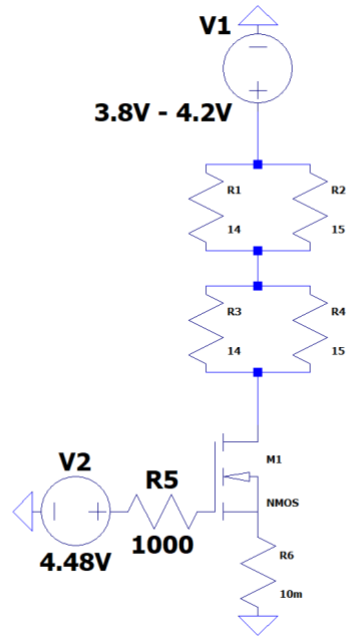 V1
3.8V - 4.2V
R1
R2
14
15
R3
R4
14
15
M1
V2
R5
NMOS
4.48V
1000
R6
10m